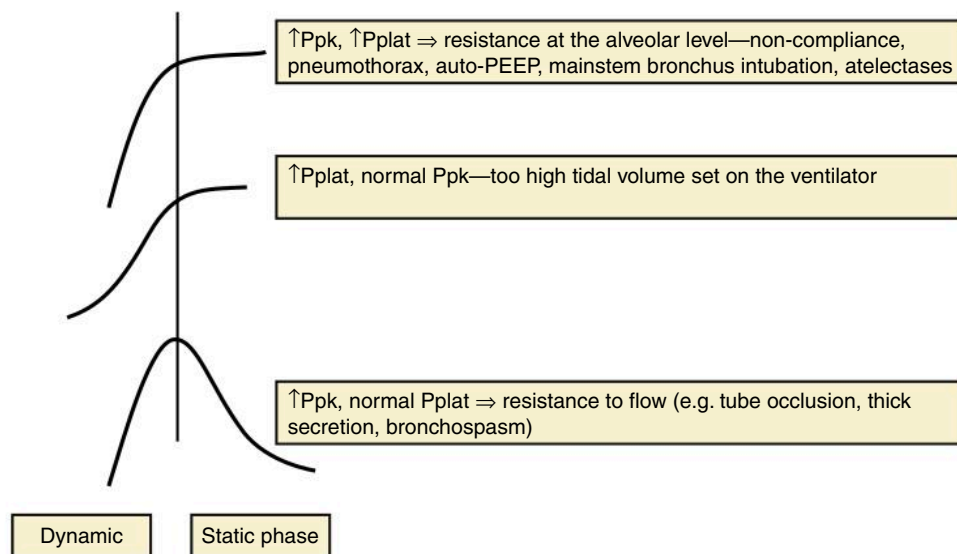 ↑Ppk, ↑Pplat ⇒ resistance at the alveolar level—non-compliance,
pneumothorax, auto-PEEP, mainstem bronchus intubation, atelectases
↑Pplat, normal Ppk—too high tidal volume set on the ventilator
↑Ppk, normal Pplat ⇒ resistance to flow (e.g. tube occlusion, thick
secretion, bronchospasm)
Dynamic
Static phase